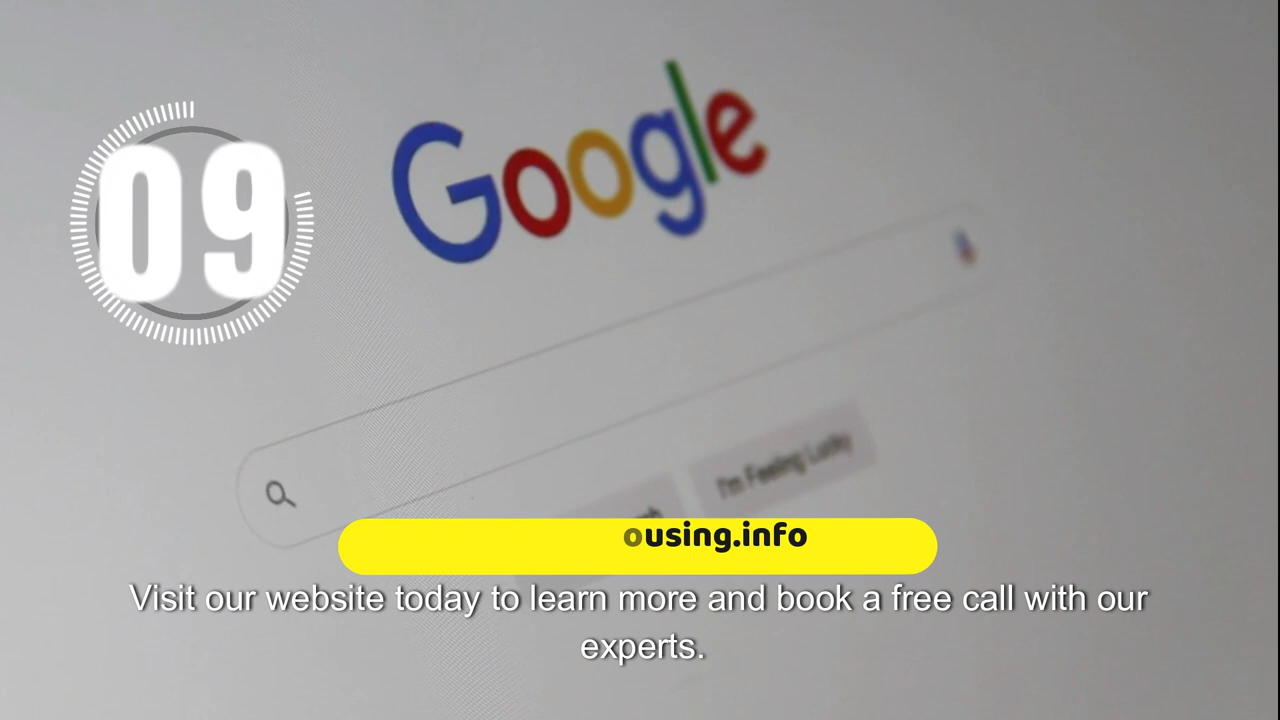 Google
09
I'm Feeling Lucky
ousing.info
Visit our website today to learn more and book a free call with our
experts.